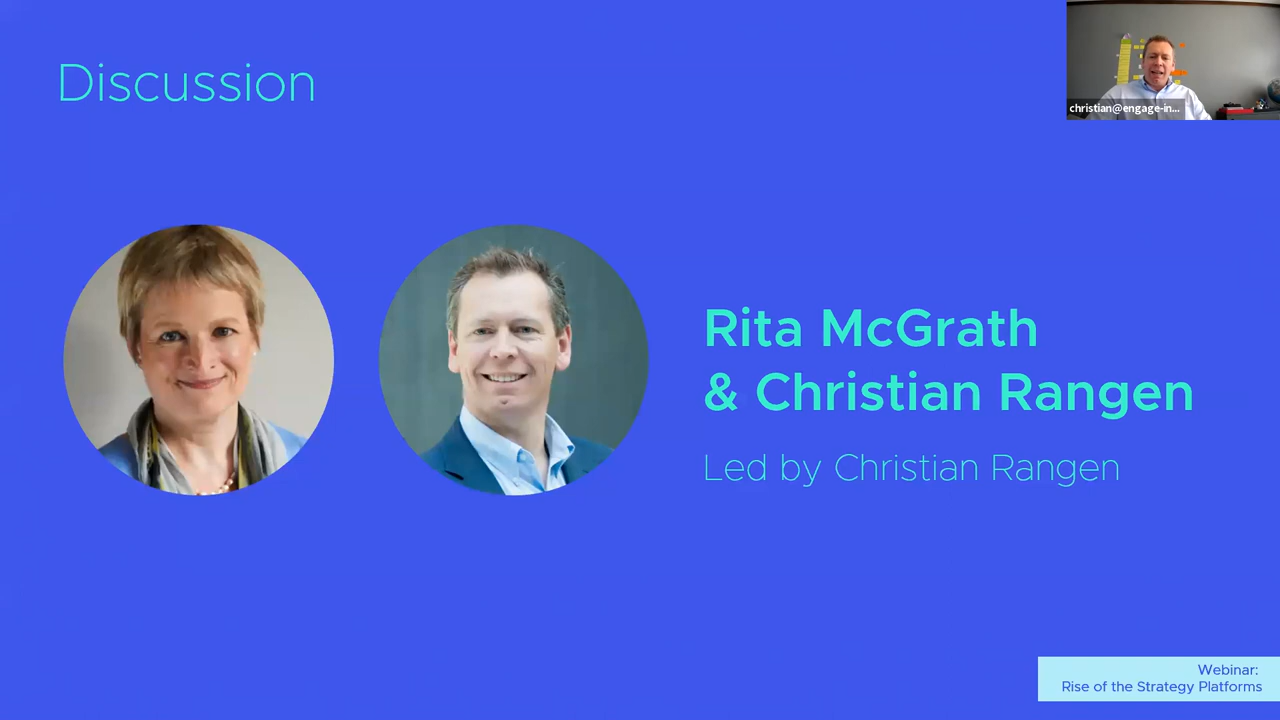 Discussion
christian@engage-in...
Rita McGrath
& Christian Rangen
Led by Christian Rangen
Webinar:
Rise of the Strategy Platforms